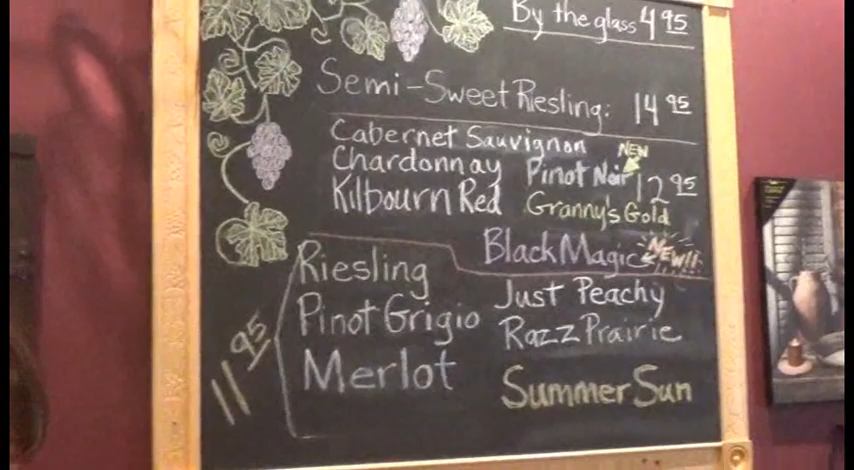 By the glass 4.95
Semi-Sweet Riesling: 14 95
Cabernet Sauvignon
NEW
Chardonnay Pinot Noir 12 95
Kilbourn Red Granny's Gold
Black Magic NEW!!
Riesling Just Peachy
Pinot Grigio Razz Prairie
Merlot Summer Sun
11 95